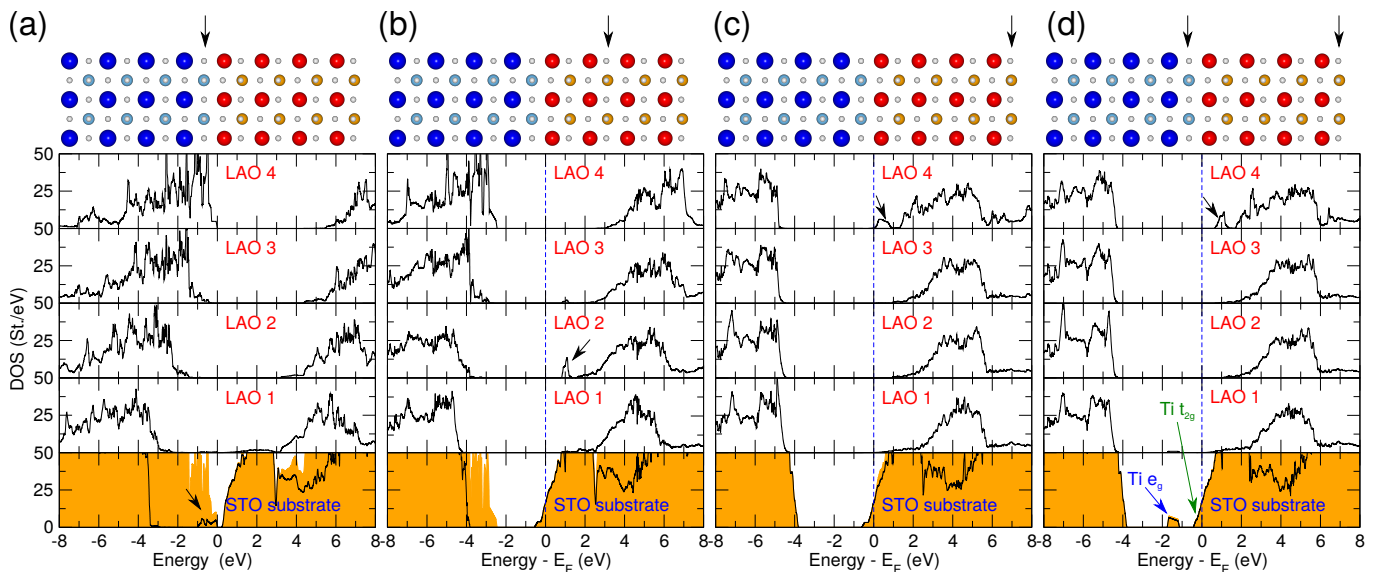 (a) (b) (c) (d)
50 LAO 4 LAO 4 LAO 4 LAO 4
25
50 LAO 3 LAO 3 LAO 3 LAO 3
25
50 LAO 2 LAO 2 LAO 2 LAO 2
25
50 LAO 1 LAO 1 LAO 1 LAO 1
25
50
25
0
DOS (St./eV)
Ti t2g
Ti eg
STO substrate STO substrate STO substrate STO substrate
-8 -6 -4 -2 0 2 4 6 8 -8 -6 -4 -2 0 2 4 6 8 -8 -6 -4 -2 0 2 4 6 8 -8 -6 -4 -2 0 2 4 6 8
Energy (eV) Energy - EF (eV) Energy - EF (eV) Energy - EF (eV)